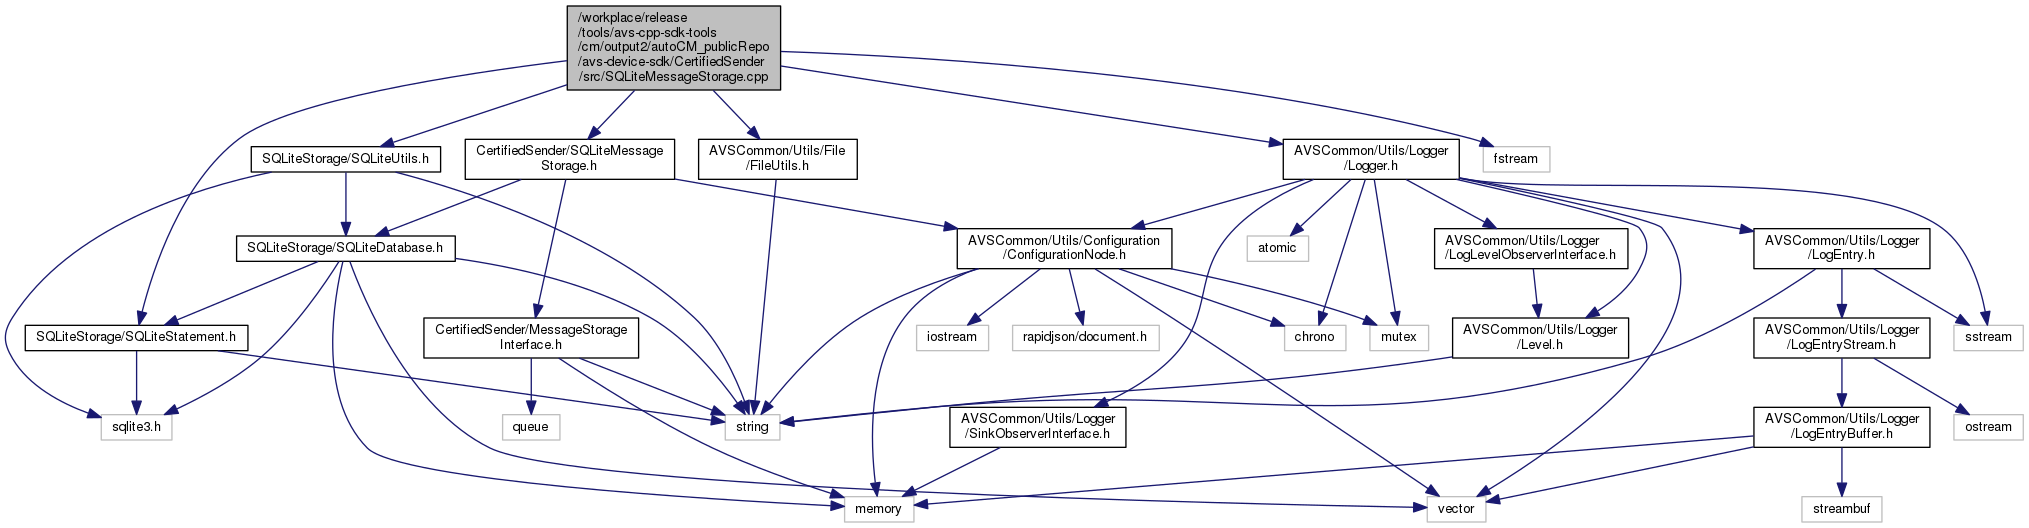 /workplace/release
/tools/avs-cpp-sdk-tools
/cm/output2/autoCM_publicRepo
/avs-device-sdk/CertifiedSender
/src/SQLiteMessageStorage.cpp
SQLiteStorage/SQLiteUtils.h
CertifiedSender/SQLiteMessage
Storage.h
AVSCommon/Utils/File
/FileUtils.h
AVSCommon/Utils/Logger
/Logger.h
fstream
SQLiteStorage/SQLiteDatabase.h
AVSCommon/Utils/Configuration
/ConfigurationNode.h
atomic
AVSCommon/Utils/Logger
/LogLevelObserverInterface.h
AVSCommon/Utils/Logger
/LogEntry.h
SQLiteStorage/SQLiteStatement.h
CertifiedSender/MessageStorage
Interface.h
iostream
rapidjson/document.h
chrono
mutex
AVSCommon/Utils/Logger
/Level.h
AVSCommon/Utils/Logger
/LogEntryStream.h
sstream
sqlite3.h
queue
string
AVSCommon/Utils/Logger
/SinkObserverInterface.h
AVSCommon/Utils/Logger
/LogEntryBuffer.h
ostream
memory
vector
streambuf